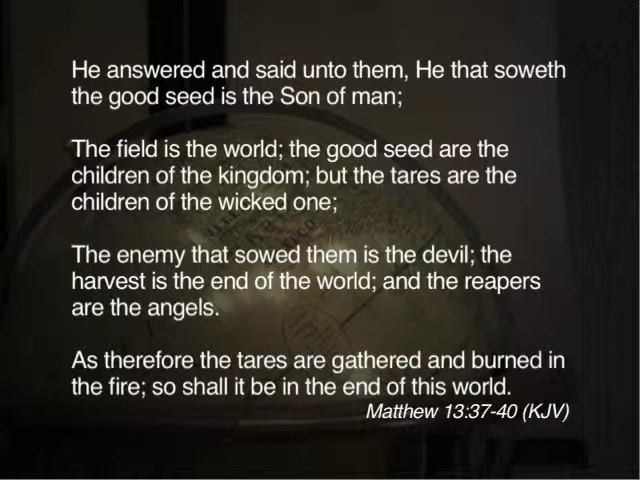 He answered and said unto them, He that soweth
the good seed is the Son of man;
The field is the world; the good seed are the
children of the kingdom; but the tares are the
children of the wicked one;
The enemy that sowed them is the devil; the
harvest is the end of the world; and the reapers
are the angels.
As therefore the tares are gathered and burned in
the fire; so shall it be in the end of this world.
Matthew 13:37-40 (KJV)